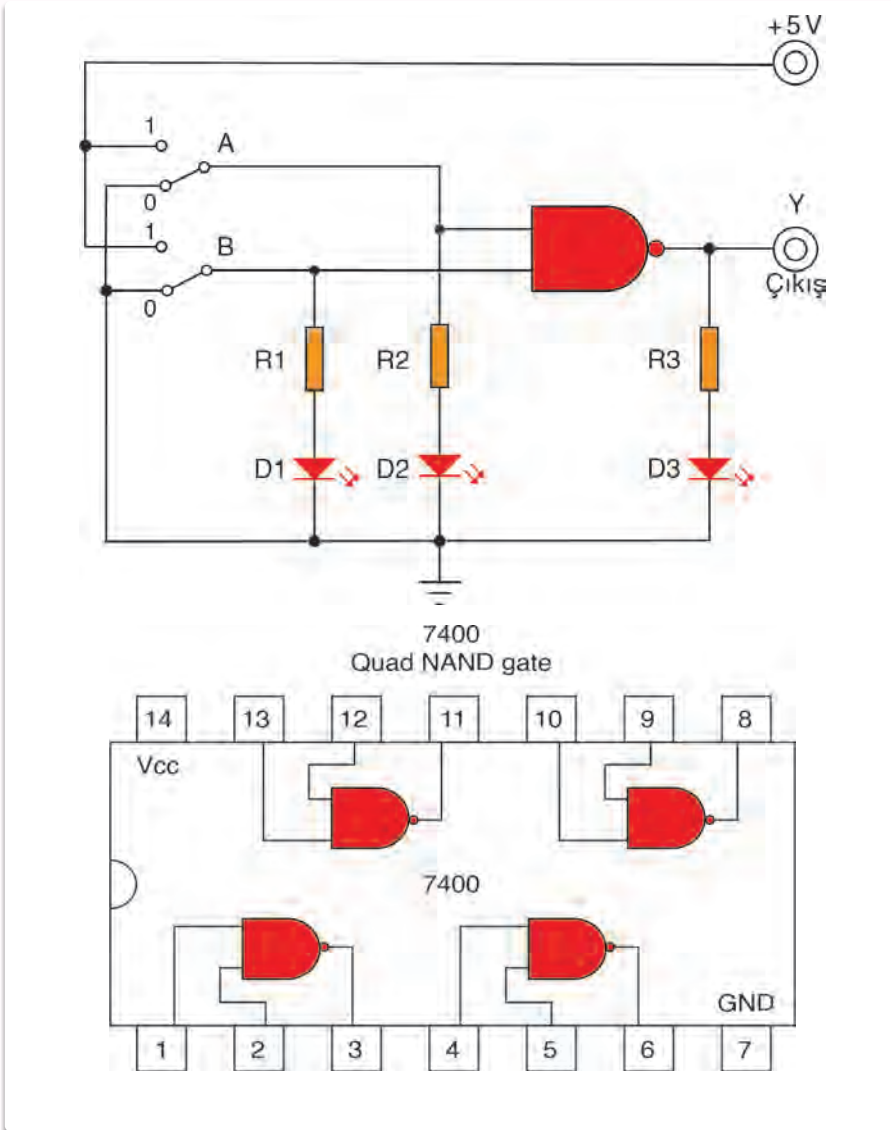 +5V
1
A
0
1
B
0
Y
Çıkış
R1 R2 R3
D1 D2 D3
7400
Quad NAND gate
14 13 12 11 10 9 8
Vcc
7400
GND
1 2 3 4 5 6 7